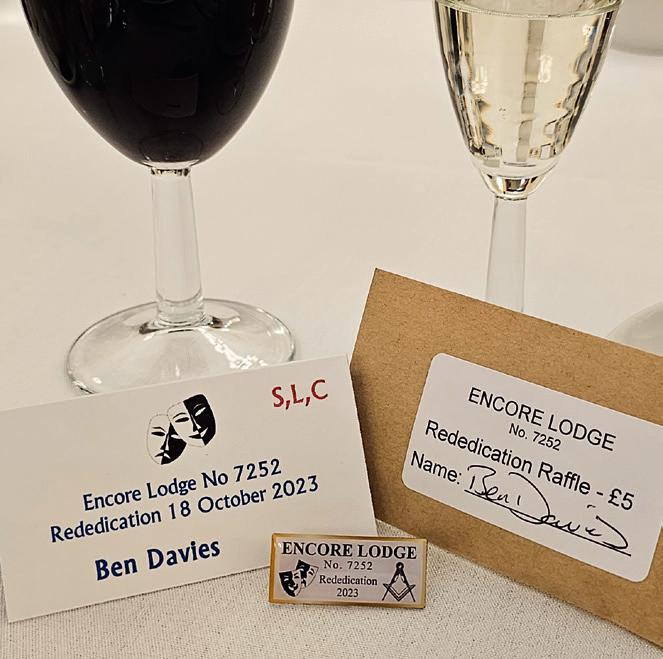 S,L,C
Encore Lodge No 7252
Rededication 18 October 2023
Ben Davies
ENCORE LODGE
No. 7252
Rededication Raffle - £5
Name: Ben Davies
ENCORE LODGE
No. 7252
Rededication
2023